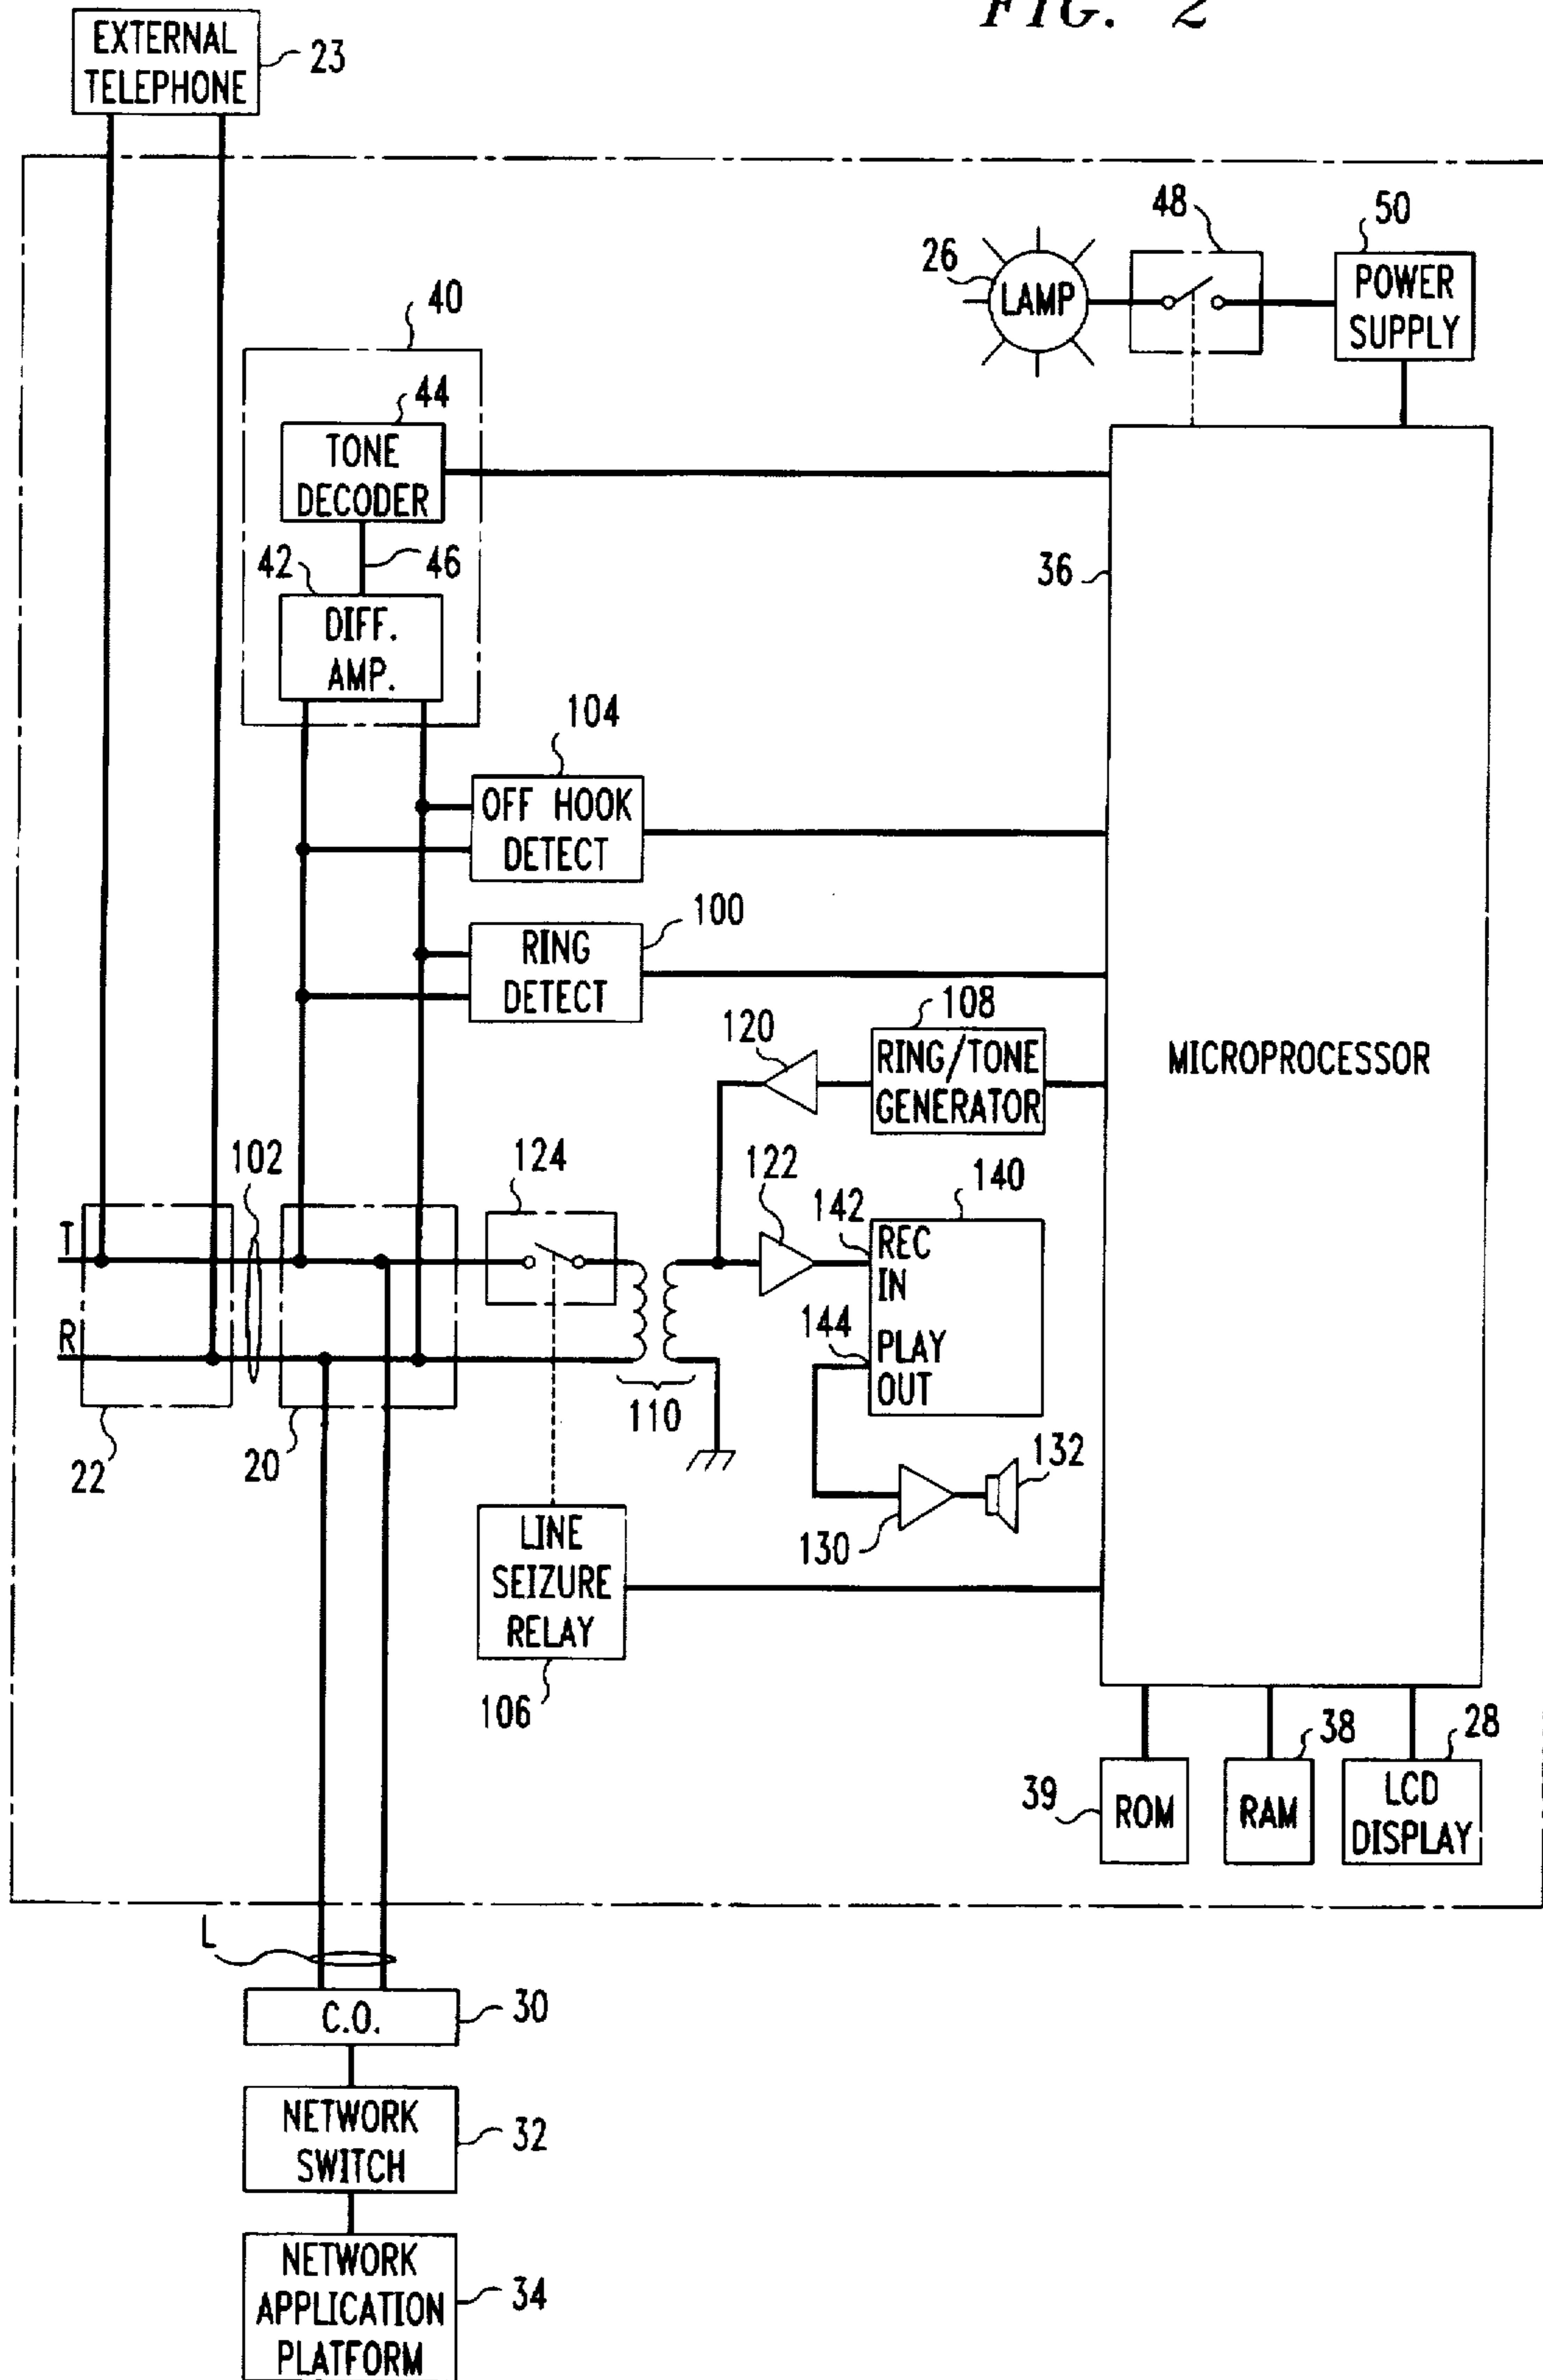 FIG. 2
EXTERNAL
TELEPHONE
23
48
50
26
LAMP
POWER
SUPPLY
40
44
TONE
DECODER
42
46
36
DIFF.
AMP.
104
OFF HOOK
DETECT
100
RING
DETECT
108
120
RING/TONE
GENERATOR
MICROPROCESSOR
102
124
122
140
142
T
REC
IN
144
R
PLAY
OUT
110
22
20
132
130
LINE
SEIZURE
RELAY
106
38
28
39
ROM
RAM
LCD
DISPLAY
L
C.O.
30
NETWORK
SWITCH
32
NETWORK
APPLICATION
PLATFORM
34